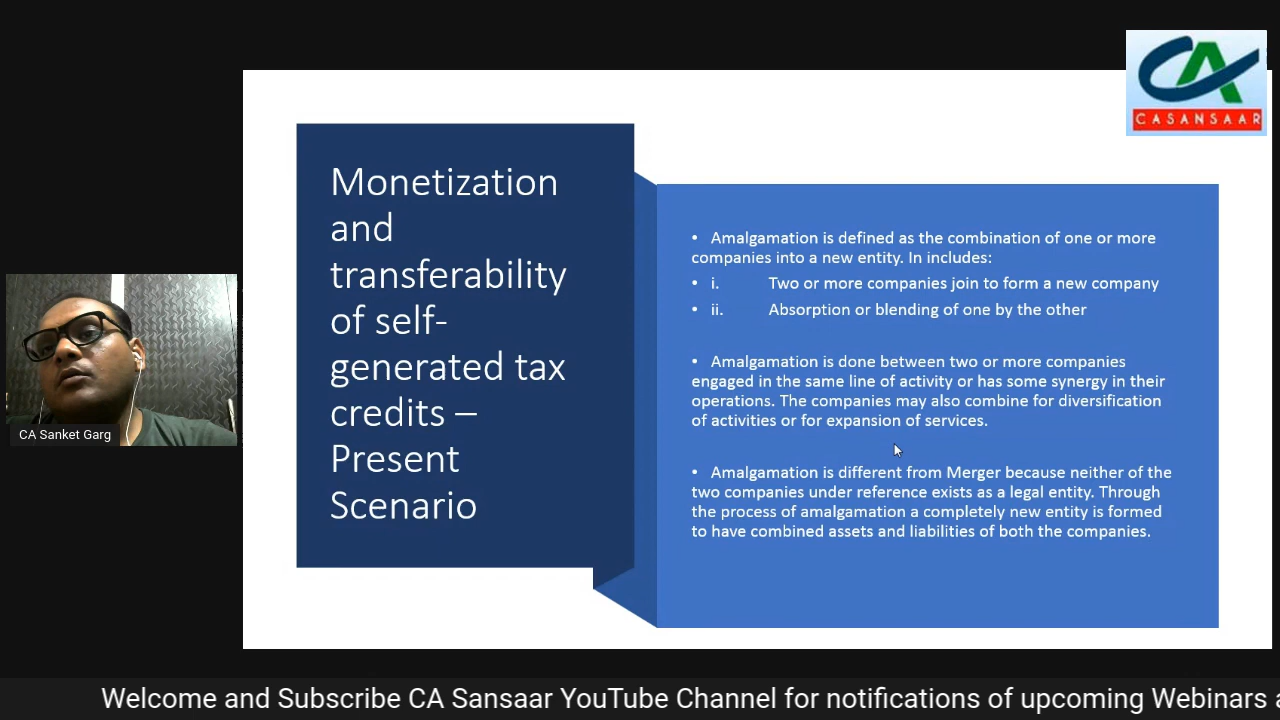 CASANSAAR
Monetization
and
transferability
of self-
generated tax
credits –
Present
Scenario
• Amalgamation is defined as the combination of one or more
companies into a new entity. In includes:
• i. Two or more companies join to form a new company
• ii. Absorption or blending of one by the other
• Amalgamation is done between two or more companies
engaged in the same line of activity or has some synergy in their
operations. The companies may also combine for diversification
of activities or for expansion of services.
• Amalgamation is different from Merger because neither of the
two companies under reference exists as a legal entity. Through
the process of amalgamation a completely new entity is formed
to have combined assets and liabilities of both the companies.
CA Sanket Garg
Welcome and Subscribe CA Sansaar YouTube Channel for notifications of upcoming Webinars a